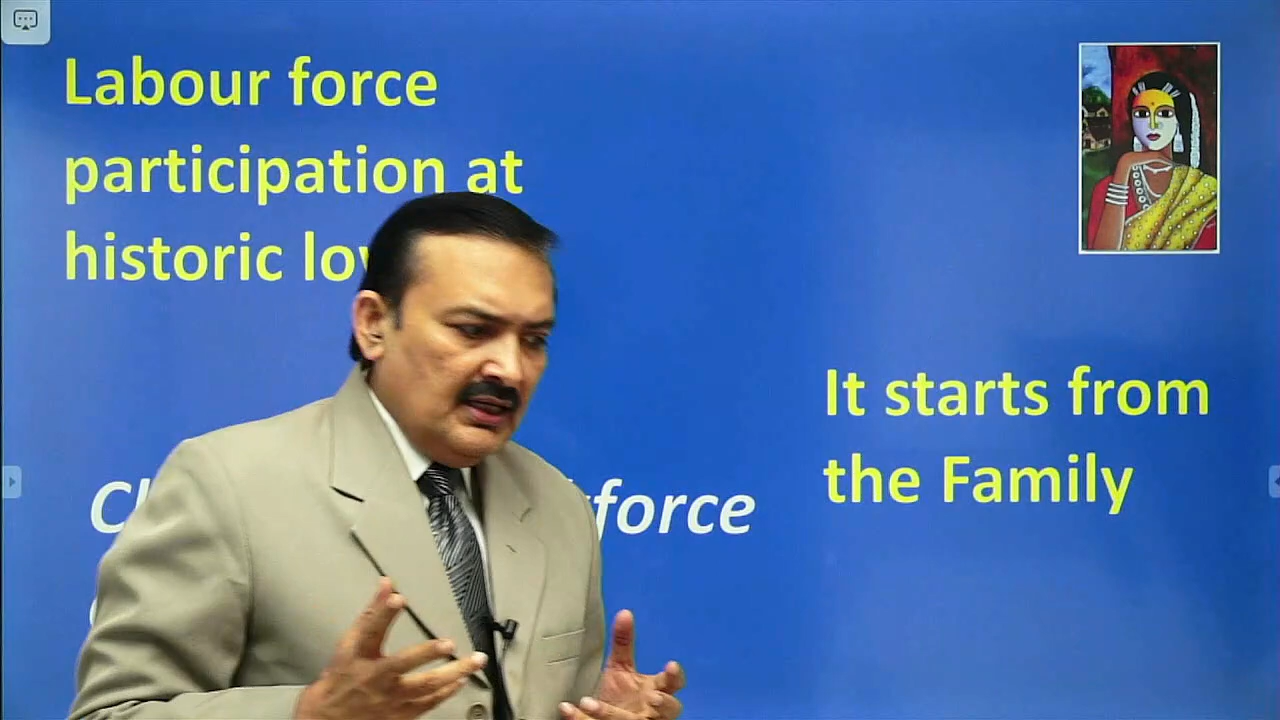 Labour force
participation at
historic
It starts from
the Family